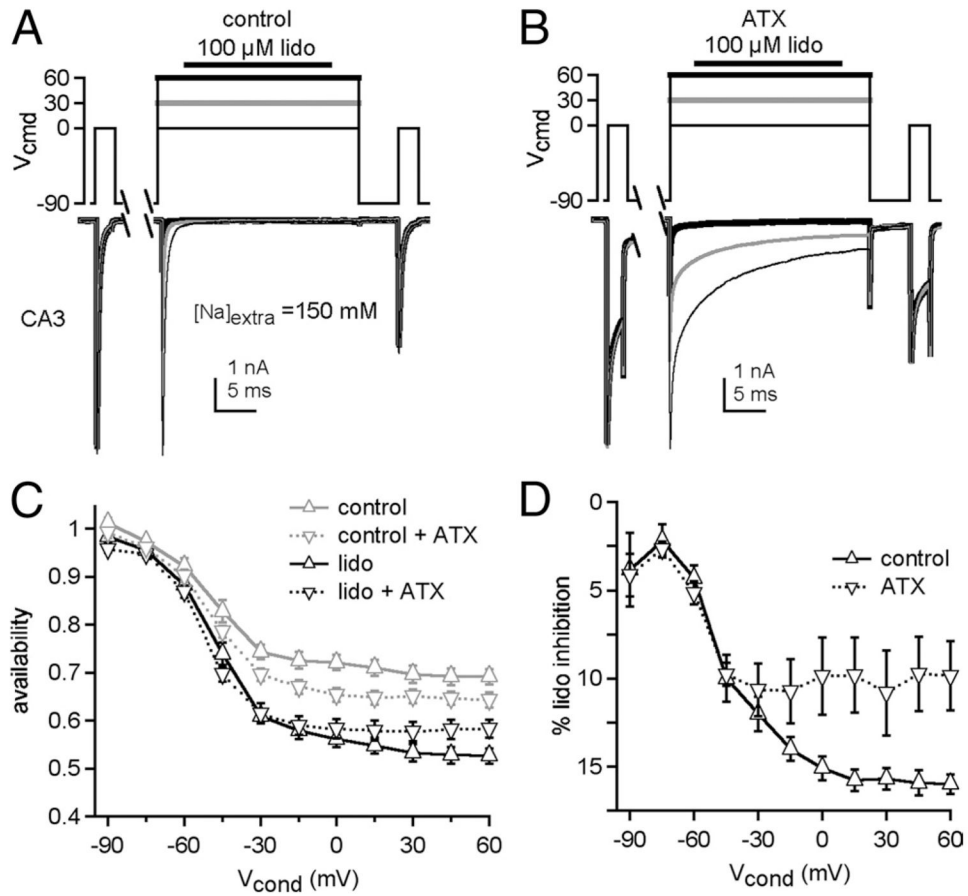 A
control
100 µM lido
60
30
0
-90
Vcmd
CA3
[Na]extra =150 mM
1 nA
5 ms
B
ATX
100 µM lido
60
30
0
-90
Vcmd
1 nA
5 ms
C
control
control + ATX
lido
lido + ATX
availability
1
0.9
0.8
0.7
0.6
0.5
0.4
-90 -60 -30 0 30 60
Vcond (mV)
D
control
ATX
% lido inhibition
0
5
10
15
-90 -60 -30 0 30 60
Vcond (mV)